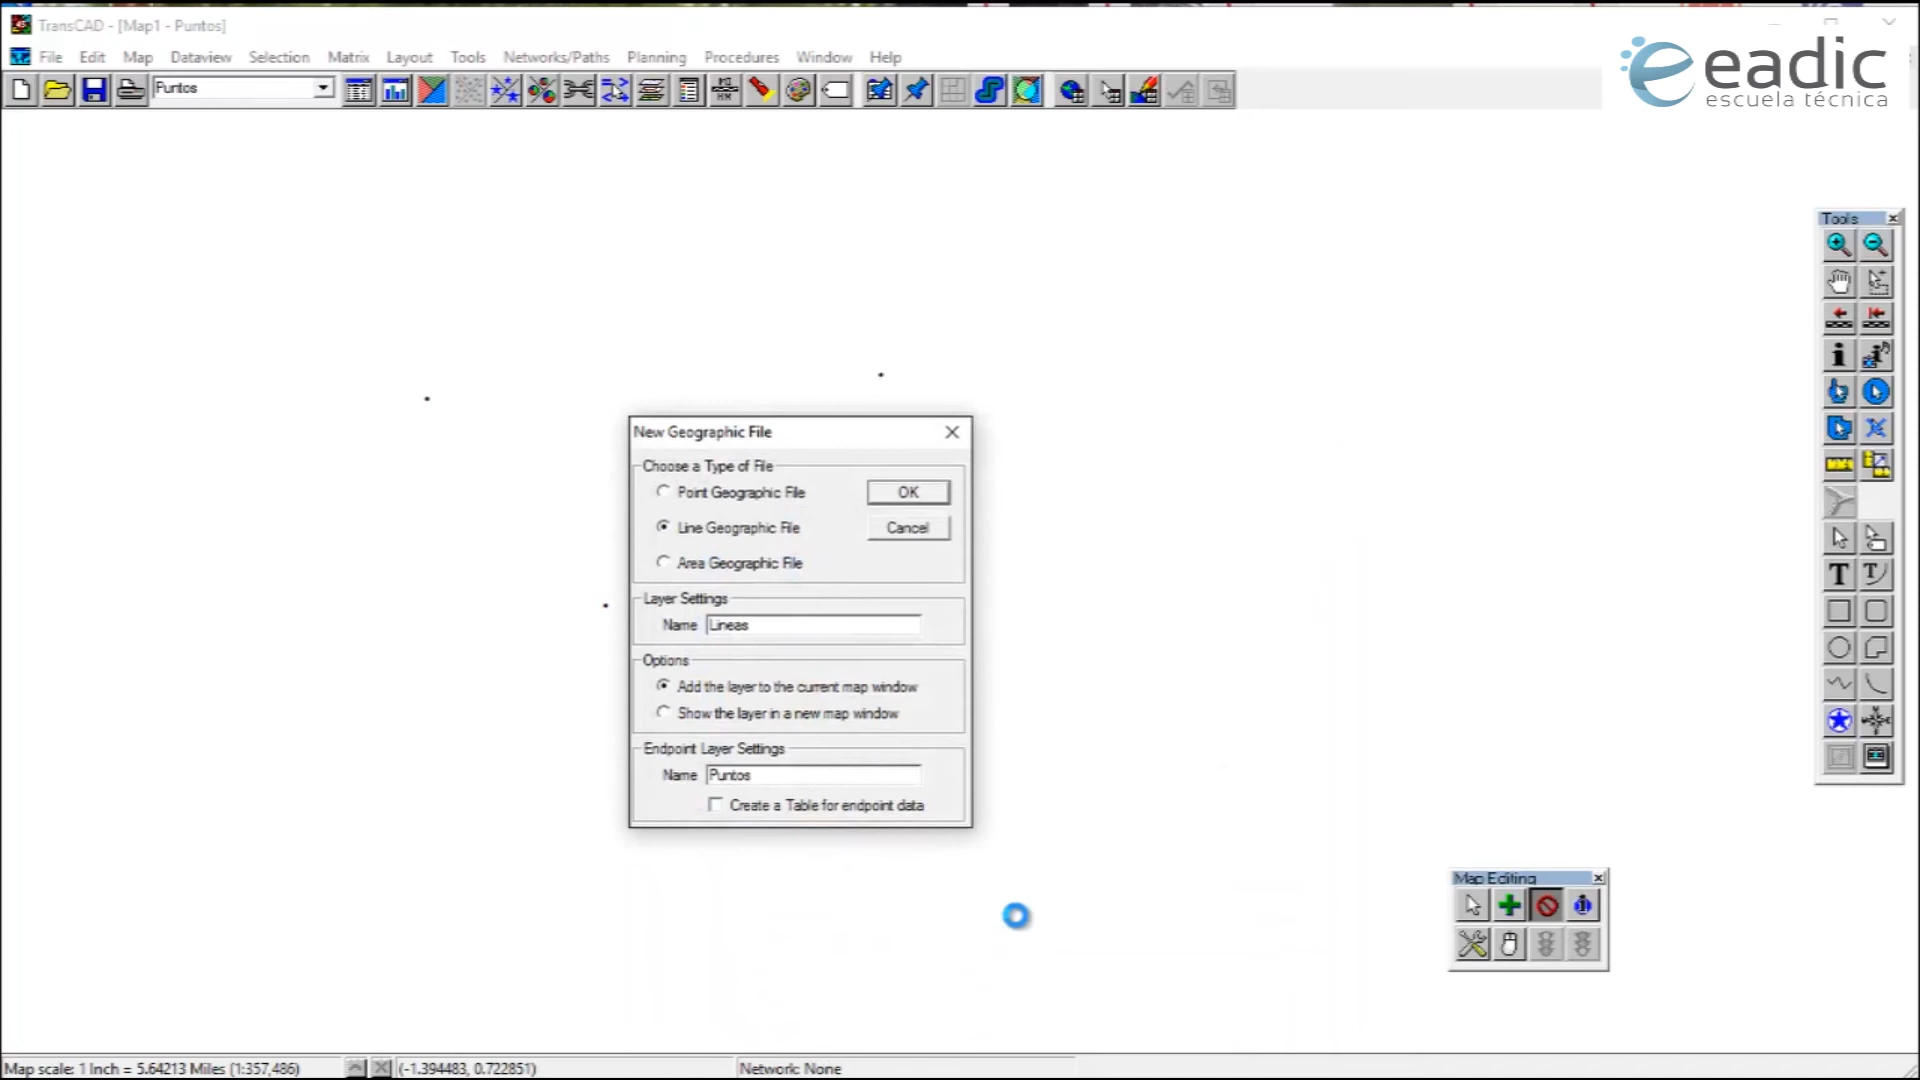 TransCAD - [Map1 - Puntos]
File Edit Map Dataview Selection Matrix Layout Tools Networks/Paths Planning Procedures Window Help
eadic
escuela técnica
Puntos
Tools
New Geographic File
Choose a Type of File
Point Geographic File
OK
Line Geographic File
Cancel
Area Geographic File
Layer Settings
Name Lineas
Options
Add the layer to the current map window
Show the layer in a new map window
Endpoint Layer Settings
Name Puntos
Create a Table for endpoint data
Map Editing
Map scale: 1 Inch = 5.64213 Miles (1:357,486)
(-1.394483, 0.722851)
Network: None